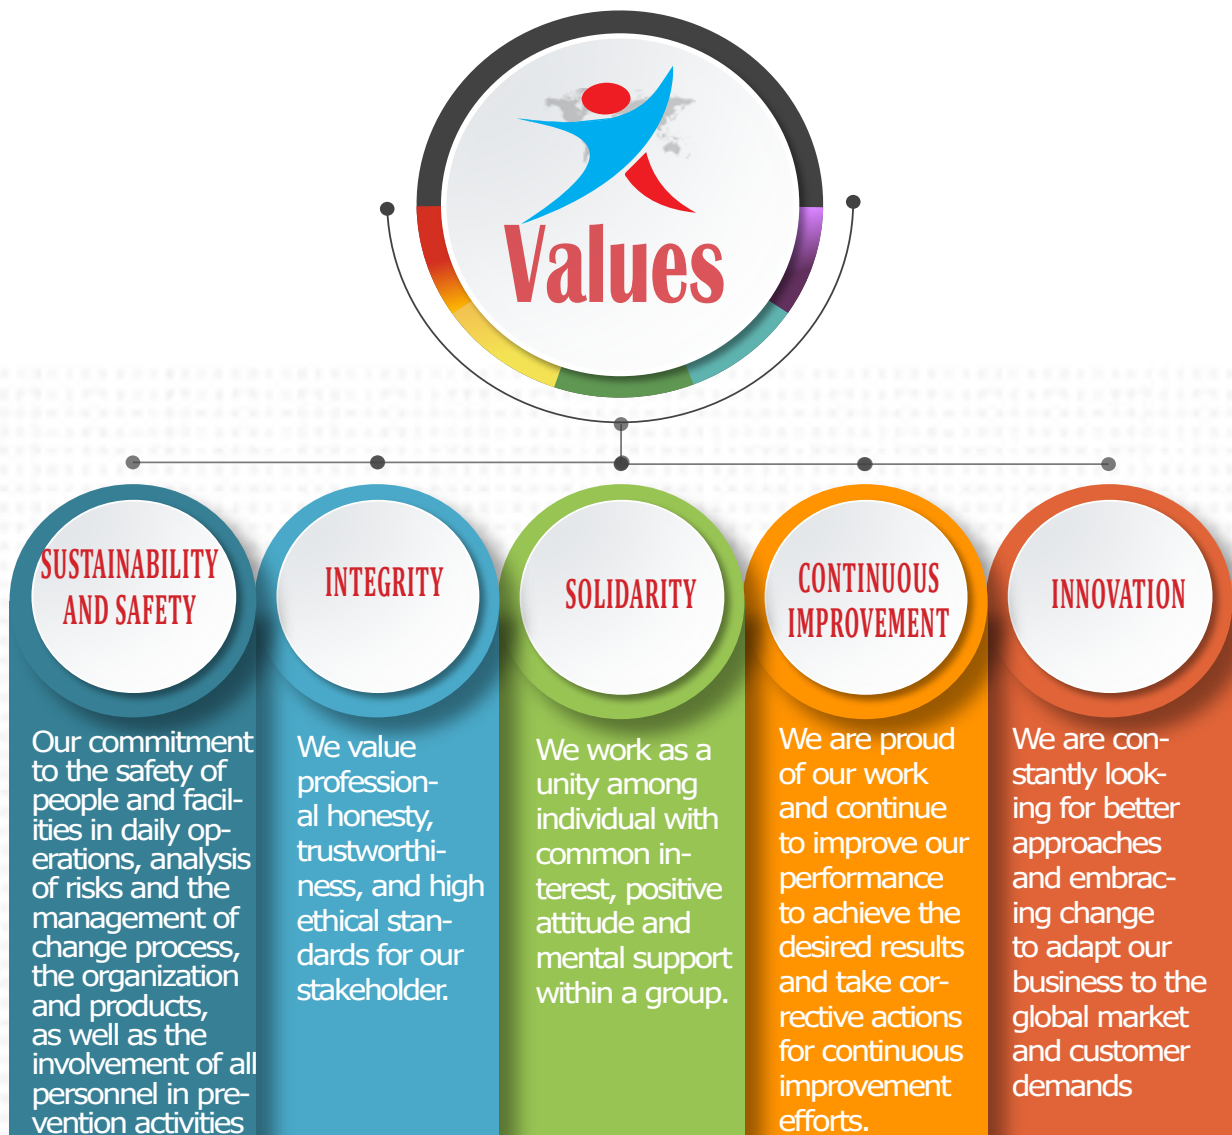 Values
SUSTAINABILITY
AND SAFETY
Our commitment
to the safety of
people and facil-
ities in daily op-
erations, analysis
of risks and the
management of
change process,
the organization
and products,
as well as the
involvement of all
personnel in pre-
vention activities
INTEGRITY
We value
profession-
al honesty,
trustworthi-
ness, and high
ethical stan-
dards for our
stakeholder.
SOLIDARITY
We work as a
unity among
individual with
common in-
terest, positive
attitude and
mental support
within a group.
CONTINUOUS
IMPROVEMENT
We are proud
of our work
and continue
to improve our
performance
to achieve the
desired results
and take cor-
rective actions
for continuous
improvement
efforts.
INNOVATION
We are con-
stantly look-
ing for better
approaches
and embrac-
ing change
to adapt our
business to the
global market
and customer
demands